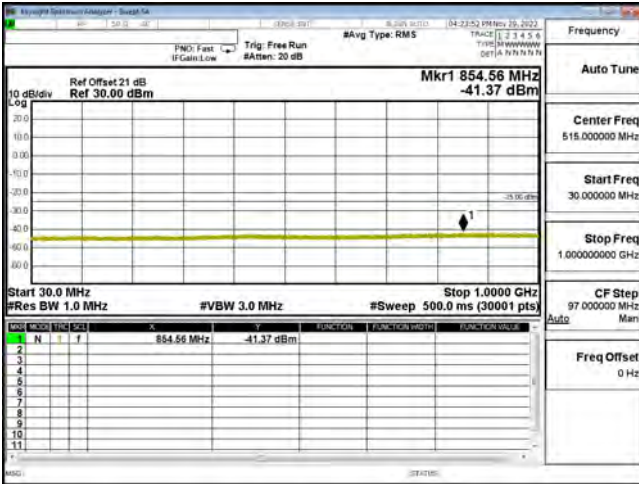 Keysight Spectrum Analyzer - Swept SA
04:23:52 PM Nov 29, 2022
#Avg Type: RMS
TRACE 1 2 3 4 5 6
TYPE M WWWWW
DET A N N N N N
PNO: Fast
IFGain:Low
Trig: Free Run
#Atten: 20 dB
Ref Offset 21 dB
Ref 30.00 dBm
10 dB/div
Log
Mkr1 854.56 MHz
-41.37 dBm
20.0
10.0
0.00
-10.0
-20.0
-30.0
-40.0
-50.0
-60.0
-25.00 dBm
1
Start 30.0 MHz
Stop 1.0000 GHz
#Res BW 1.0 MHz
#VBW 3.0 MHz
#Sweep 500.0 ms (30001 pts)
MKR MODE TRC SCL X Y FUNCTION FUNCTION WIDTH FUNCTION VALUE
1 N 1 f 854.56 MHz -41.37 dBm
2
3
4
5
6
7
8
9
10
11
MSG
STATUS
Frequency
Auto Tune
Center Freq
515.000000 MHz
Start Freq
30.000000 MHz
Stop Freq
1.000000000 GHz
CF Step
97.000000 MHz
Auto Man
Freq Offset
0 Hz